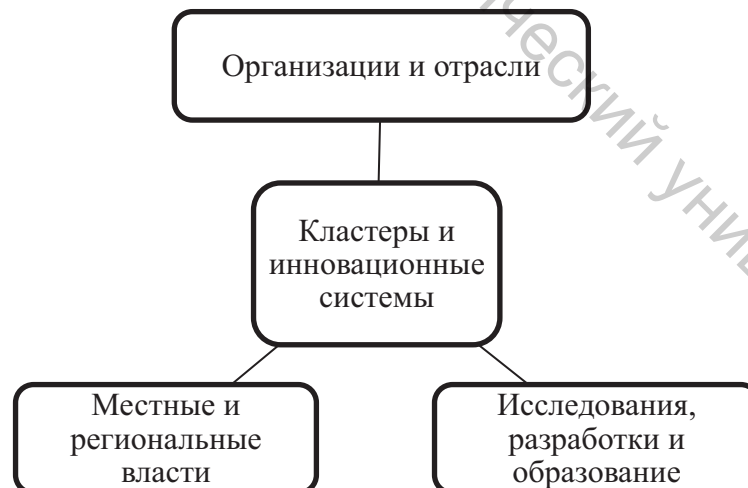 Организации и отрасли
Кластеры и
инновационные
системы
Местные и
региональные
власти
Исследования,
разработки и
образование